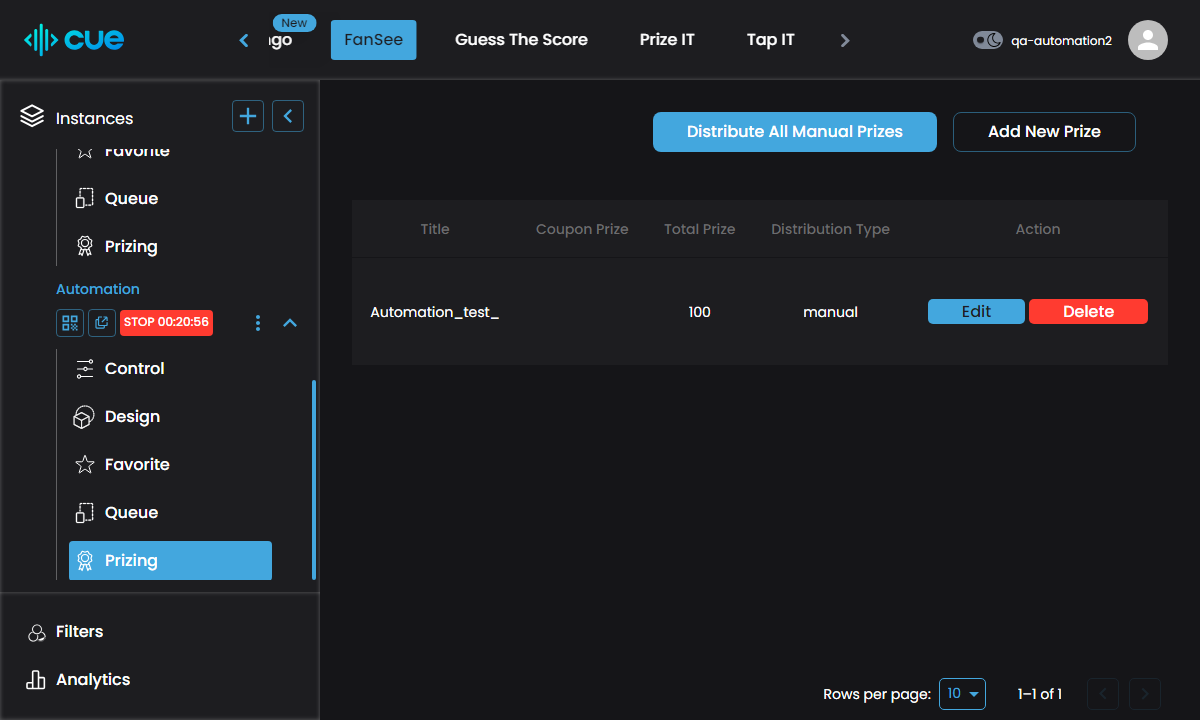 cue
New
FanSee
Guess The Score
Prize IT
Tap IT
qa-automation2
Instances
Favorite
Queue
Prizing
Automation
STOP 00:20:56
Control
Design
Favorite
Queue
Prizing
Filters
Analytics
Distribute All Manual Prizes
Add New Prize
Title
Coupon Prize
Total Prize
Distribution Type
Action
Automation_test_
100
manual
Edit
Delete
Rows per page:
10
1–1 of 1